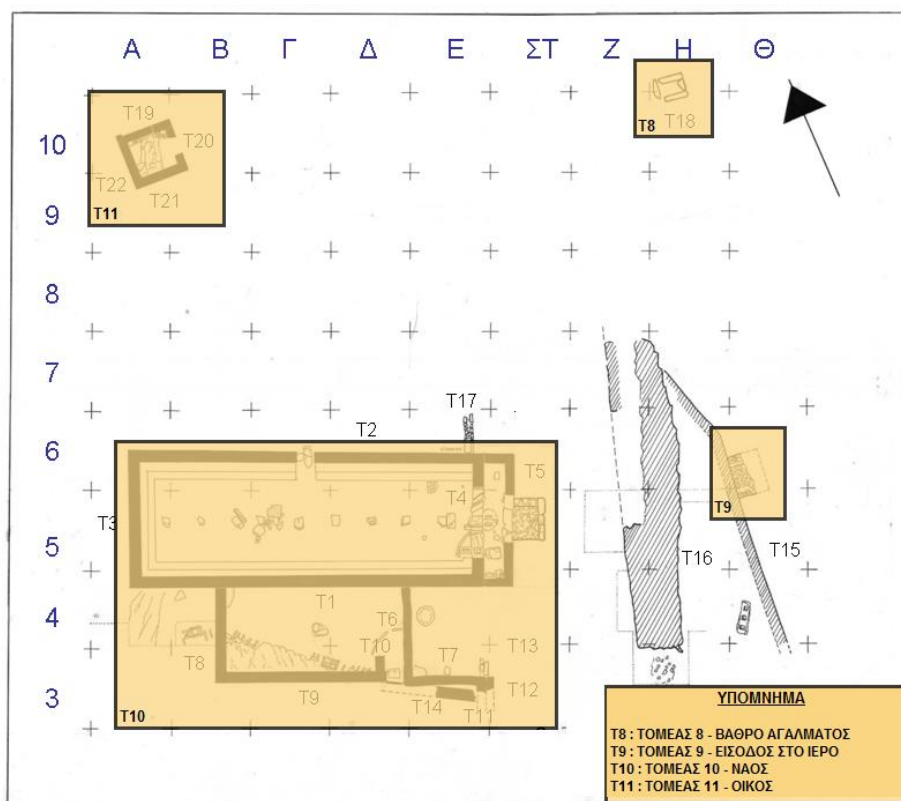 Α Β Γ Δ Ε ΣΤ Ζ Η Θ
10
9
8
7
6
5
4
3
T19
T20
T22
T21
T11
T18
T8
T17
T2
T5
T4
T3
T9
T16
T15
T1
T6
T10
T7
T13
T8
T9
T14
T11
T12
T10
ΥΠΟΜΝΗΜΑ
T8 : ΤΟΜΕΑΣ 8 - ΒΑΘΡΟ ΑΓΑΛΜΑΤΟΣ
T9 : ΤΟΜΕΑΣ 9 - ΕΙΣΟΔΟΣ ΣΤΟ ΙΕΡΟ
T10 : ΤΟΜΕΑΣ 10 - ΝΑΟΣ
T11 : ΤΟΜΕΑΣ 11 - ΟΙΚΟΣ